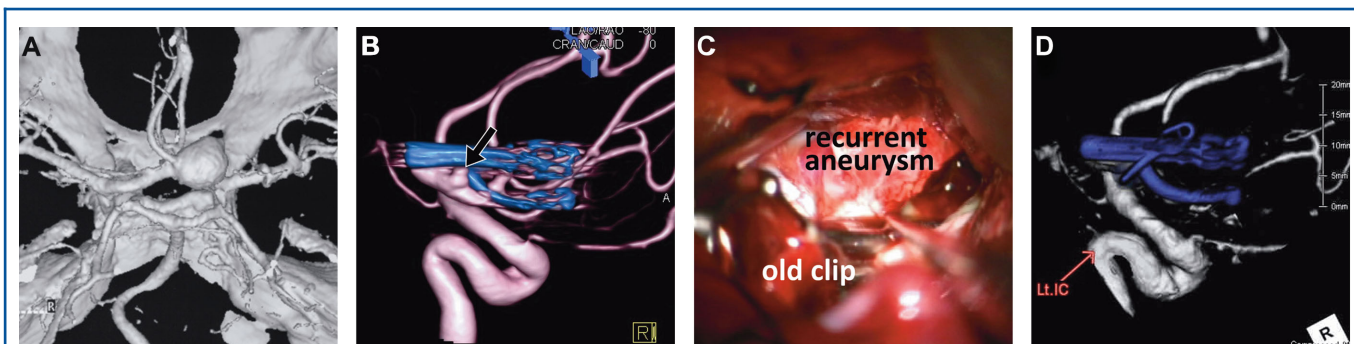 A
R
B
LAO/RAO -80
CRAN/CAUD 0
A
R
C
recurrent
aneurysm
old clip
D
20mm
15mm
10mm
5mm
0mm
Lt.IC
R